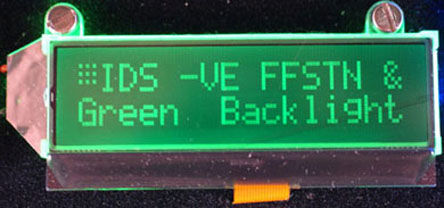 IDS -VE FFSTN &
Green Backlight